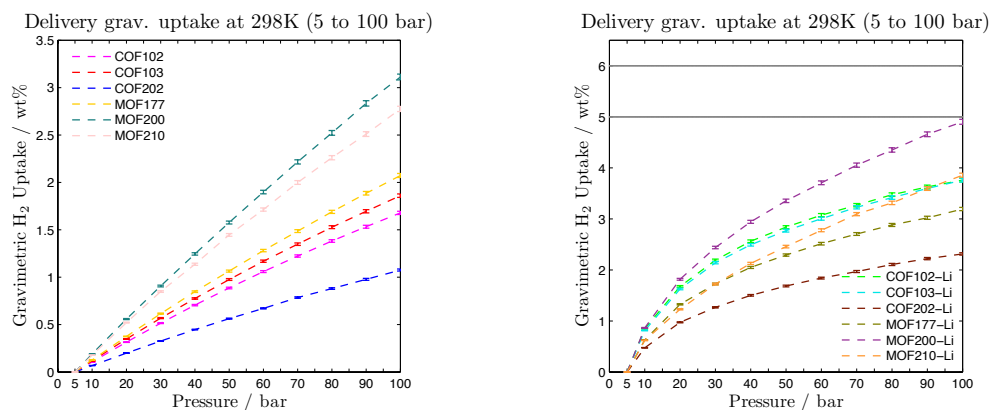 Delivery grav. uptake at 298K (5 to 100 bar)
Gravimetric H₂ Uptake / wt%
3.5
3
2.5
2
1.5
1
0.5
0
COF102
COF103
COF202
MOF177
MOF200
MOF210
0 5 10 20 30 40 50 60 70 80 90 100
Pressure / bar
Delivery grav. uptake at 298K (5 to 100 bar)
Gravimetric H₂ Uptake / wt%
6
5
4
3
2
1
0
COF102−Li
COF103−Li
COF202−Li
MOF177−Li
MOF200−Li
MOF210−Li
0 5 10 20 30 40 50 60 70 80 90 100
Pressure / bar